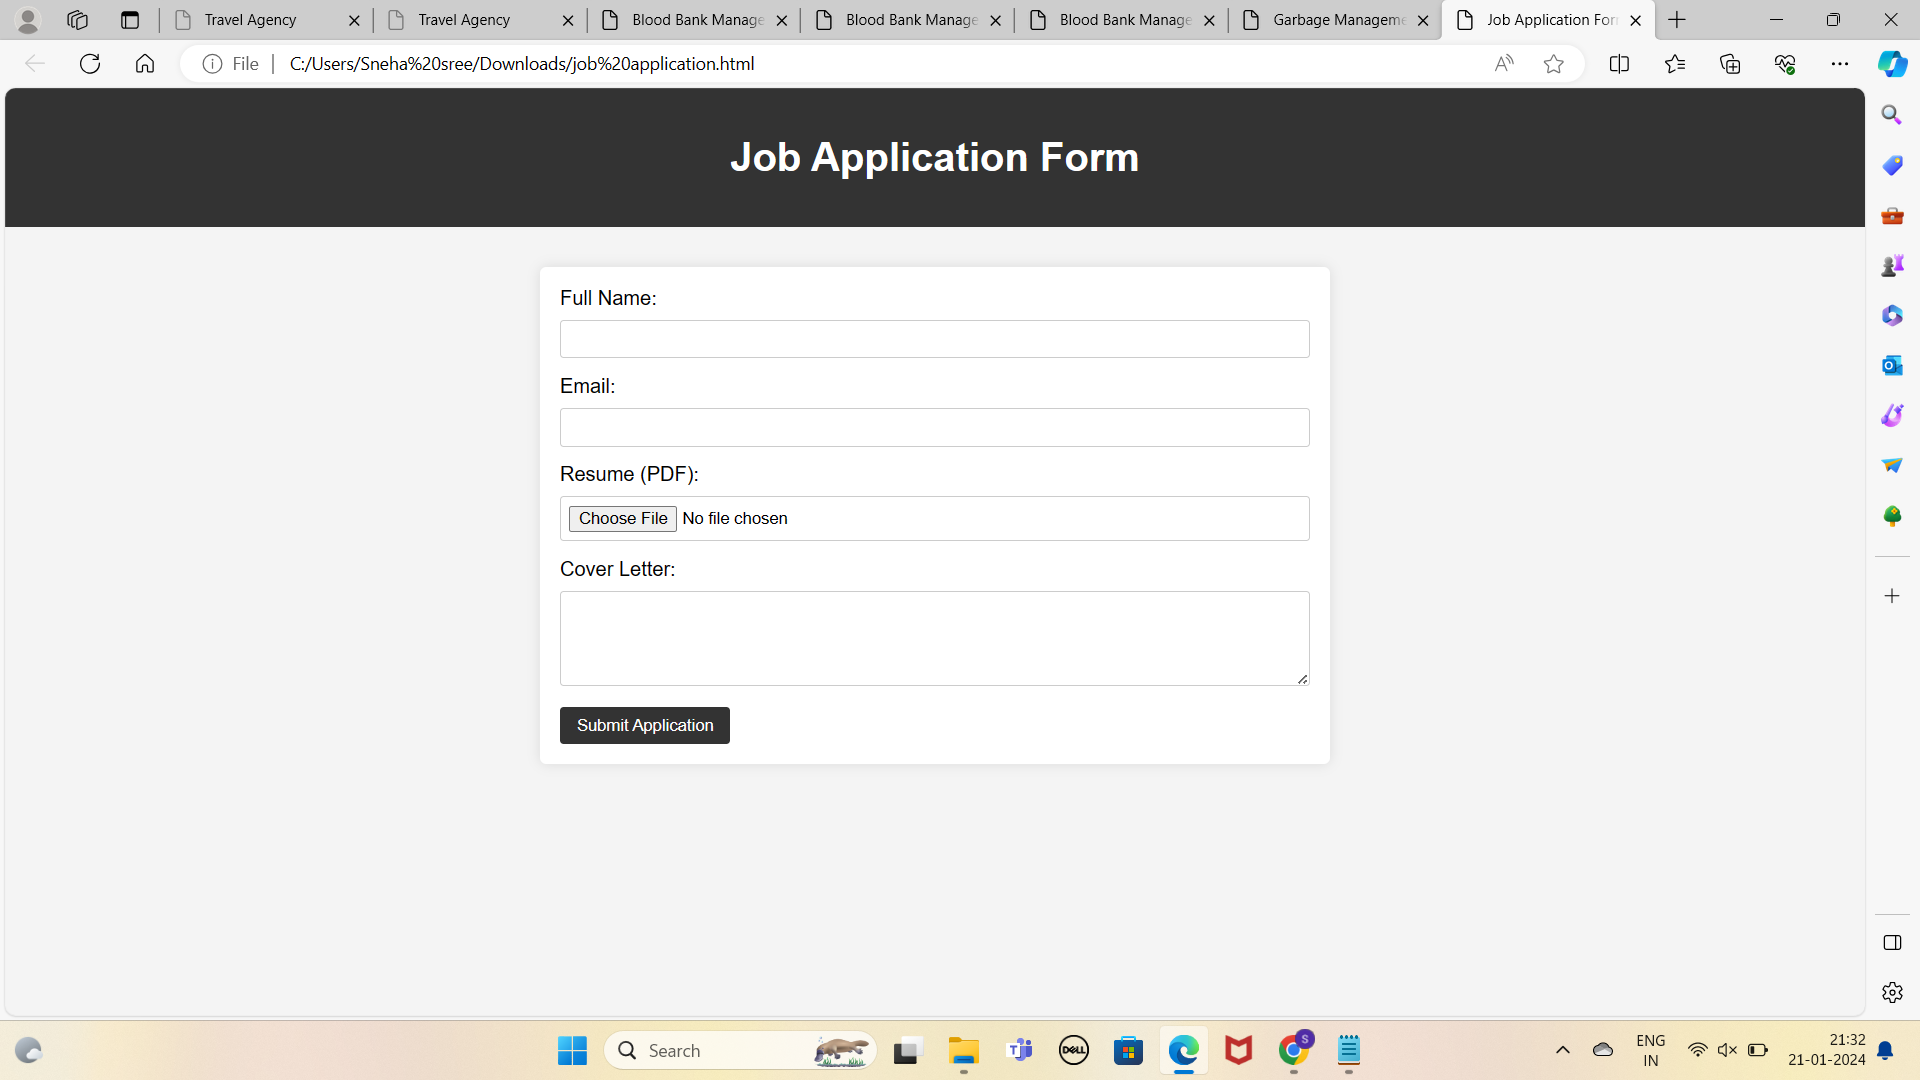 Travel Agency
Travel Agency
Blood Bank Manage
Blood Bank Manage
Blood Bank Manage
Garbage Manageme
Job Application For
File
C:/Users/Sneha%20sree/Downloads/job%20application.html
Job Application Form
Full Name:
Email:
Resume (PDF):
Choose File No file chosen
Cover Letter:
Submit Application
Search
DELL
S
ENG
IN
21:32
21-01-2024